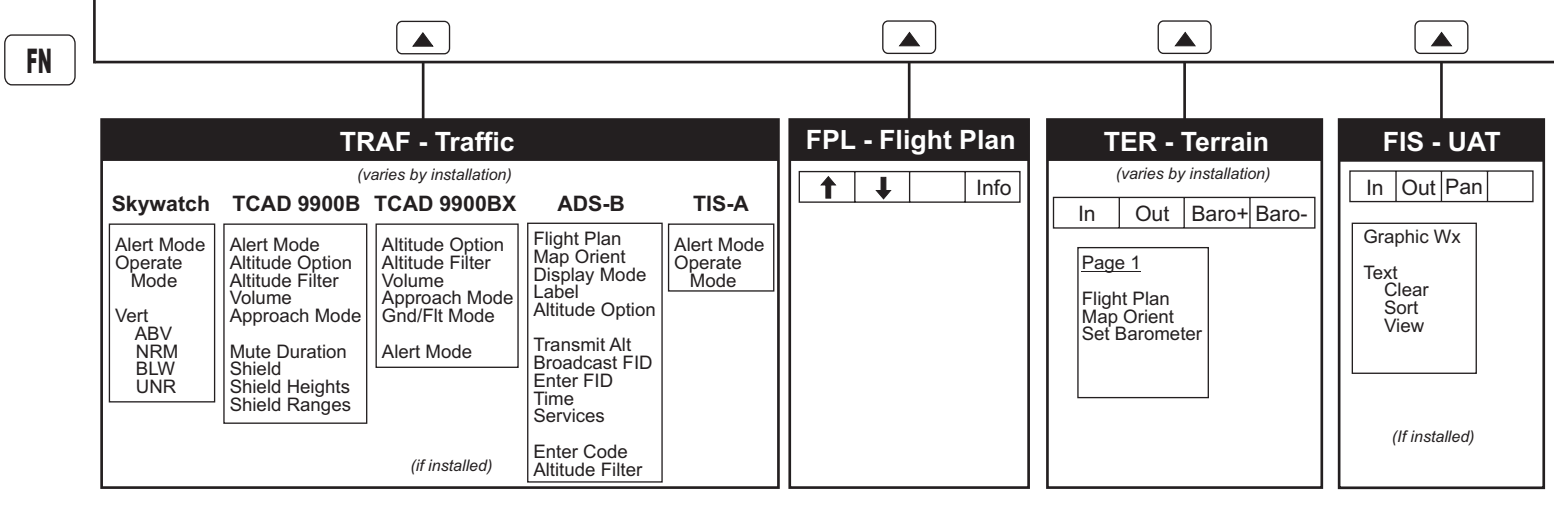 FN
TRAF - Traffic
(varies by installation)
Skywatch
Alert Mode
Operate
Mode
Vert
ABV
NRM
BLW
UNR
TCAD 9900B
Alert Mode
Altitude Option
Altitude Filter
Volume
Approach Mode
Mute Duration
Shield
Shield Heights
Shield Ranges
TCAD 9900BX
Altitude Option
Altitude Filter
Volume
Approach Mode
Gnd/Flt Mode
Alert Mode
(if installed)
ADS-B
Flight Plan
Map Orient
Display Mode
Label
Altitude Option
Transmit Alt
Broadcast FID
Enter FID
Time
Services
Enter Code
Altitude Filter
TIS-A
Alert Mode
Operate
Mode
FPL - Flight Plan
Info
TER - Terrain
(varies by installation)
In Out Baro+ Baro-
Page 1
Flight Plan
Map Orient
Set Barometer
FIS - UAT
In Out Pan
Graphic Wx
Text
Clear
Sort
View
(If installed)